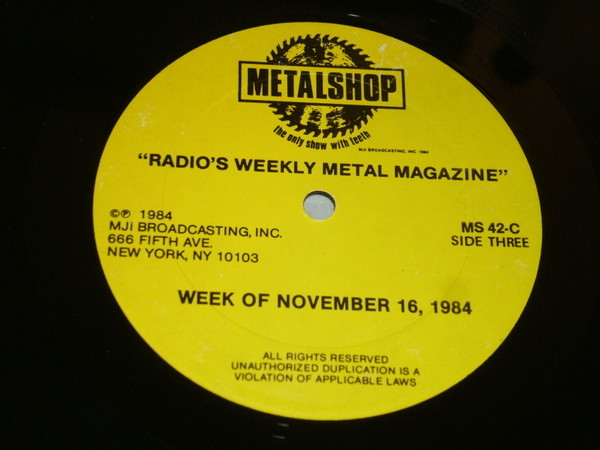 METALSHOP
the only show with teeth
MJI BROADCASTING, INC. 1984
"RADIO'S WEEKLY METAL MAGAZINE"
©℗ 1984
MJI BROADCASTING, INC.
666 FIFTH AVE.
NEW YORK, NY 10103
MS 42-C
SIDE THREE
WEEK OF NOVEMBER 16, 1984
ALL RIGHTS RESERVED
UNAUTHORIZED DUPLICATION IS A
VIOLATION OF APPLICABLE LAWS